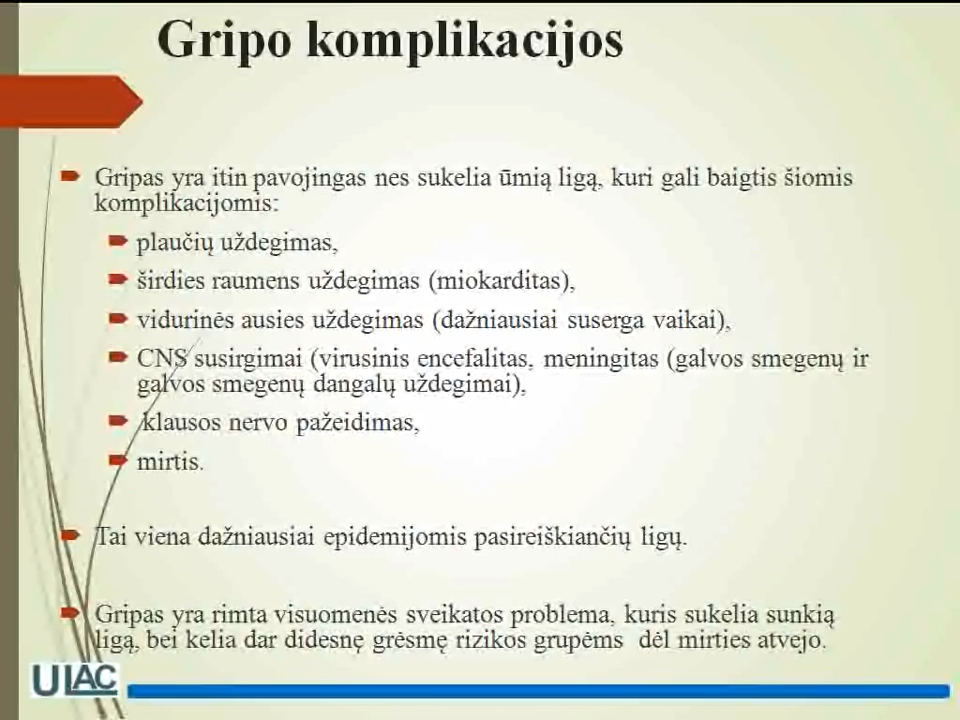 Gripo komplikacijos
Gripas yra itin pavojingas nes sukelia ūmią ligą, kuri gali baigtis šiomis
komplikacijomis:
plaučių uždegimas,
širdies raumens uždegimas (miokarditas),
vidurinės ausies uždegimas (dažniausiai suserga vaikai),
CNS susirgimai (virusinis encefalitas, meningitas (galvos smegenų ir
galvos smegenų dangalų uždegimai),
klausos nervo pažeidimas,
mirtis.
Tai viena dažniausiai epidemijomis pasireiškiančių ligų.
Gripas yra rimta visuomenės sveikatos problema, kuris sukelia sunkią
ligą, bei kelia dar didesnę grėsmę rizikos grupėms dėl mirties atvejo.
ULAC